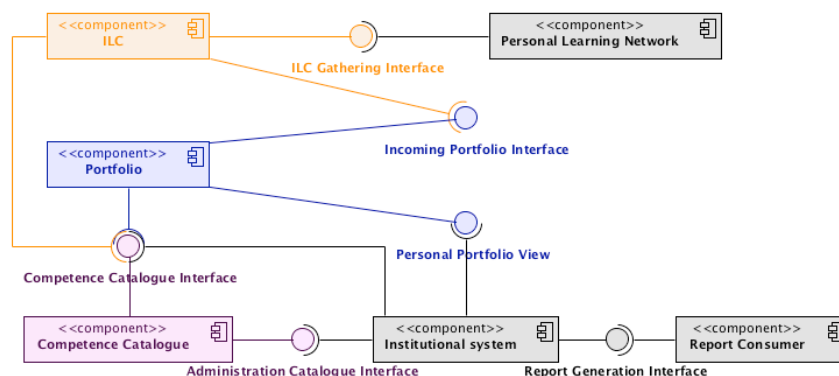 <<component>>
ILC
<<component>>
Personal Learning Network
ILC Gathering Interface
<<component>>
Portfolio
Incoming Portfolio Interface
Personal Portfolio View
Competence Catalogue Interface
<<component>>
Competence Catalogue
<<component>>
Institutional system
<<component>>
Report Consumer
Administration Catalogue Interface
Report Generation Interface